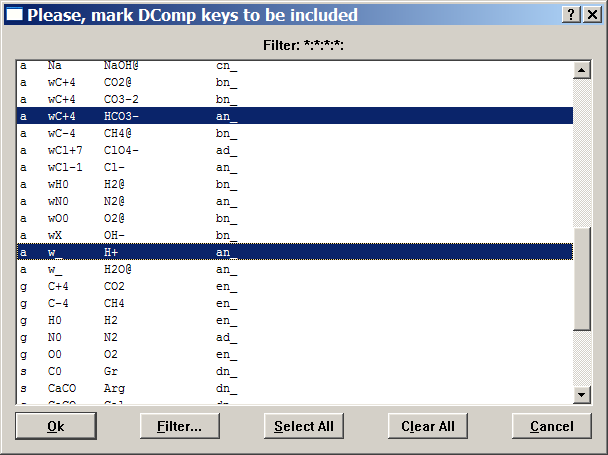 Please, mark DComp keys to be included
Filter: *:*:*:*:
a Na NaOH@ cn_
a wC+4 CO2@ bn_
a wC+4 CO3-2 bn_
a wC+4 HCO3- an_
a wC-4 CH4@ bn_
a wCl+7 ClO4- ad_
a wCl-1 Cl- an_
a wH0 H2@ bn_
a wN0 N2@ an_
a wO0 O2@ bn_
a wX OH- bn_
a w_ H+ an_
a w_ H2O@ an_
g C+4 CO2 en_
g C-4 CH4 en_
g H0 H2 en_
g N0 N2 ad_
g O0 O2 en_
s C0 Gr dn_
s CaCO Arg dn_
Ok Filter... Select All Clear All Cancel